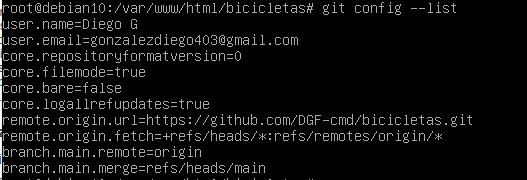 root@debian10:/var/www/html/bicicletas# git config --list
user.name=Diego G
user.email=gonzalezdiego403@gmail.com
core.repositoryformatversion=0
core.filemode=true
core.bare=false
core.logallrefupdates=true
remote.origin.url=https://github.com/DGF-cmd/bicicletas.git
remote.origin.fetch=+refs/heads/*:refs/remotes/origin/*
branch.main.remote=origin
branch.main.merge=refs/heads/main